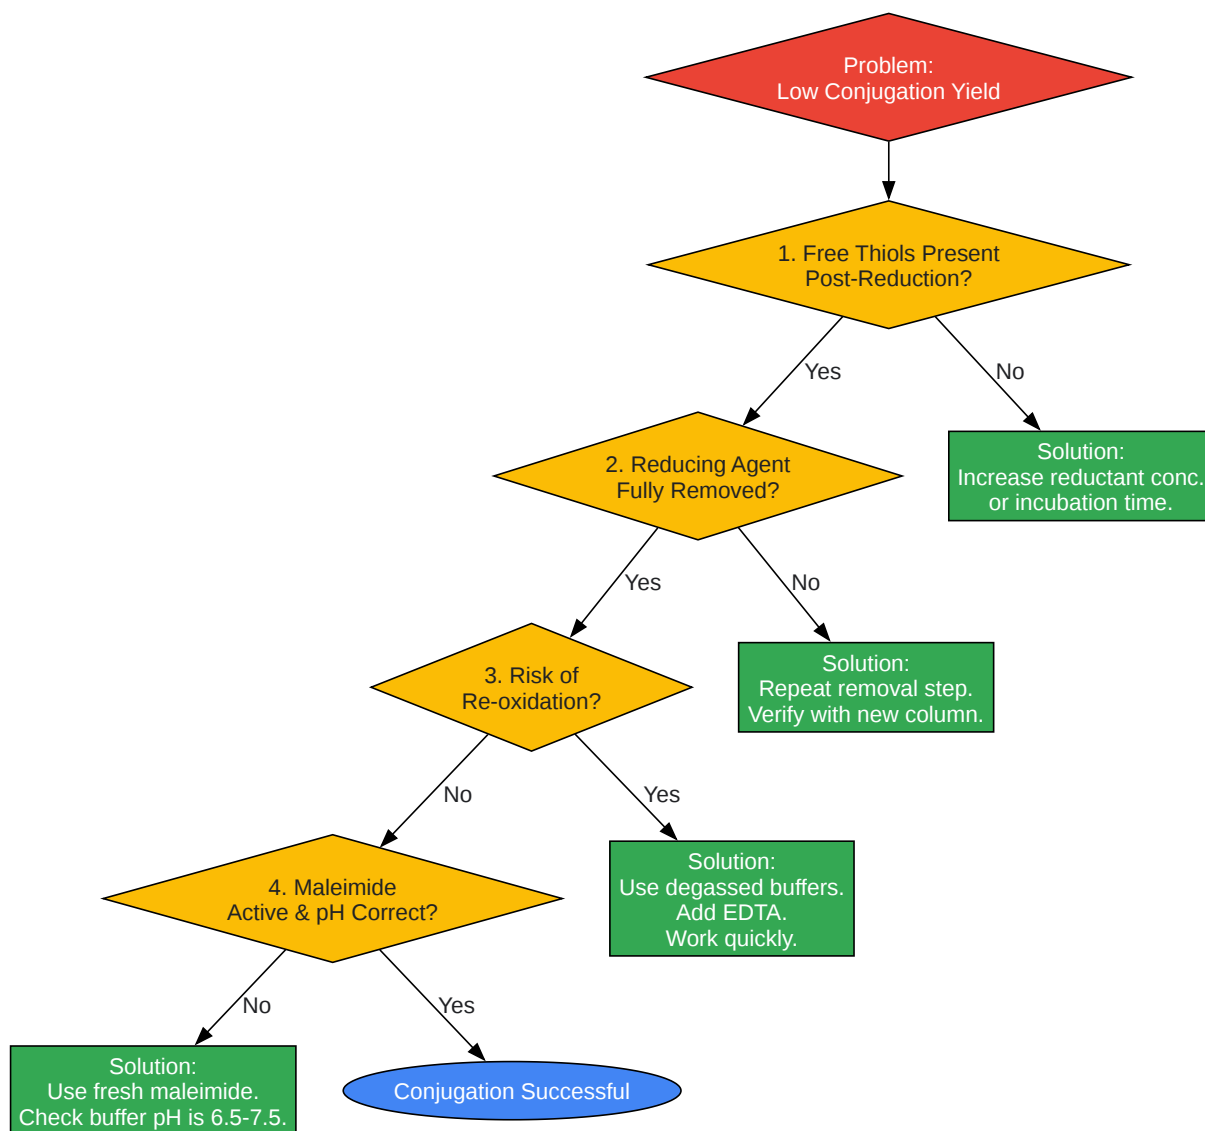 Problem:
Low Conjugation Yield
1. Free Thiols Present
Post-Reduction?
Yes
No
2. Reducing Agent
Fully Removed?
Solution:
Increase reductant conc.
or incubation time.
Yes
No
3. Risk of
Re-oxidation?
Solution:
Repeat removal step.
Verify with new column.
No
Yes
4. Maleimide
Active & pH Correct?
Solution:
Use degassed buffers.
Add EDTA.
Work quickly.
No
Yes
Solution:
Use fresh maleimide.
Check buffer pH is 6.5-7.5.
Conjugation Successful